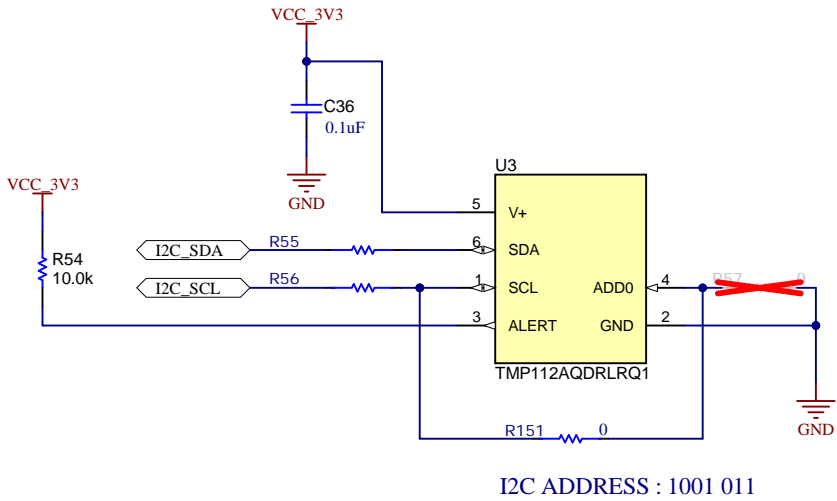 VCC_3V3
C36
0.1uF
GND
VCC_3V3
R54
10.0k
I2C_SDA
R55
I2C_SCL
R56
U3
5
V+
6
SDA
1
SCL
3
ALERT
ADD0
4
GND
2
TMP112AQDRLRQ1
R57
0
GND
R151
0
I2C ADDRESS : 1001 011